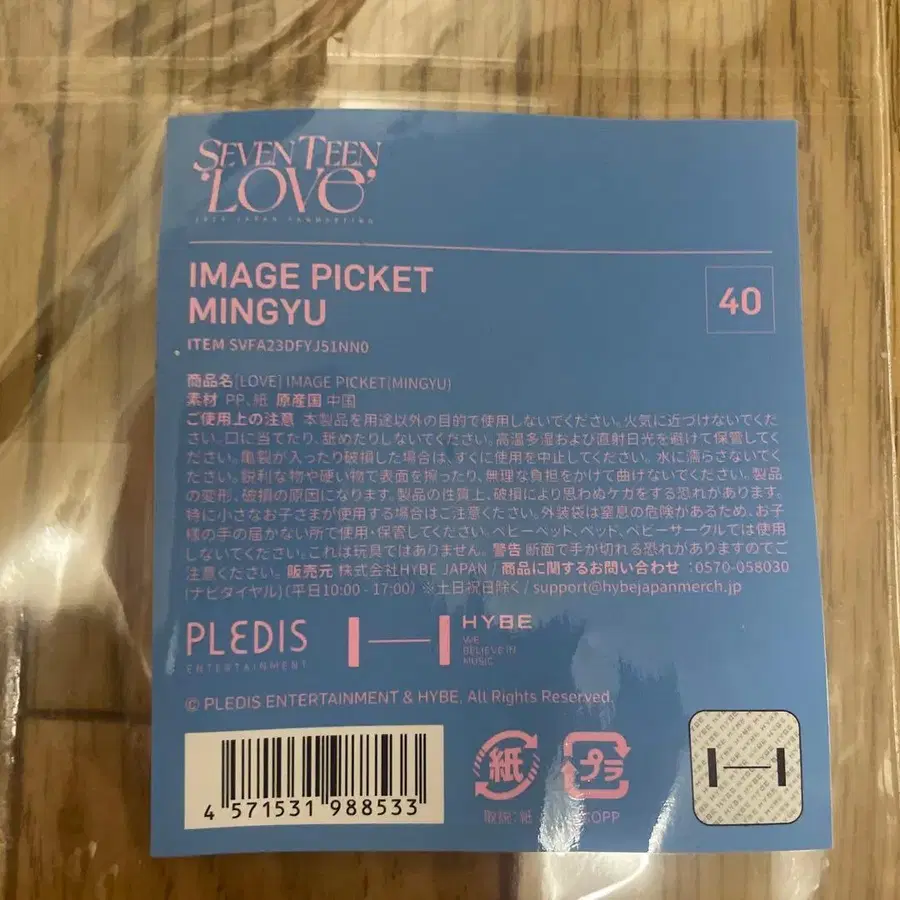 SEVENTEEN
'LOVE'
2023 JAPAN FANMEETING
IMAGE PICKET
MINGYU
40
ITEM SVFA23DFYJ51NN0
商品名[LOVE] IMAGE PICKET(MINGYU)
素材 PP、紙 原産国 中国
ご使用上の注意 本製品を用途以外の目的で使用しないでください。火気に近づけないでくだ
さい。口に当てたり、舐めたりしないでください。高温多湿および直射日光を避けて保管してく
ださい。亀裂が入ったり破損した場合は、すぐに使用を中止してください。水に濡らさないでく
ださい。鋭利な物や硬い物で表面を擦ったり、無理な負担をかけて曲げないでください。製品
の変形、破損の原因になります。製品の性質上、破損により思わぬケガをする恐れがあります。
特に小さなお子さまが使用する場合はご注意ください。外装袋は窒息の危険があるため、お子
様の手の届かない所で使用・保管してください。ベビーベッド、ベッド、ベビーサークルでは使用
しないでください。これは玩具ではありません。警告 断面で手が切れる恐れがありますのでご
注意ください。販売元 株式会社HYBE JAPAN / 商品に関するお問い合わせ :0570-058030
(ナビダイヤル) (平日10:00 - 17:00) ※土日祝日除く / support@hybejapanmerch.jp
PLEDIS
ENTERTAINMENT
HYBE
WE
BELIEVE IN
MUSIC
© PLEDIS ENTERTAINMENT & HYBE. All Rights Reserved.
4 571531 988533
紙
プラ
取説:紙
OPP
HYBE